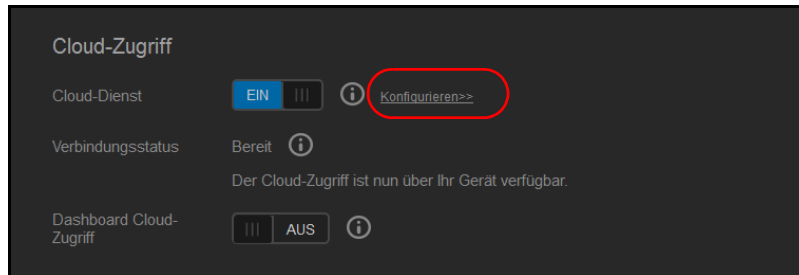 Cloud-Zugriff
Cloud-Dienst EIN Konfigurieren>>
Verbindungsstatus Bereit
Der Cloud-Zugriff ist nun über Ihr Gerät verfügbar.
Dashboard Cloud-
Zugriff AUS